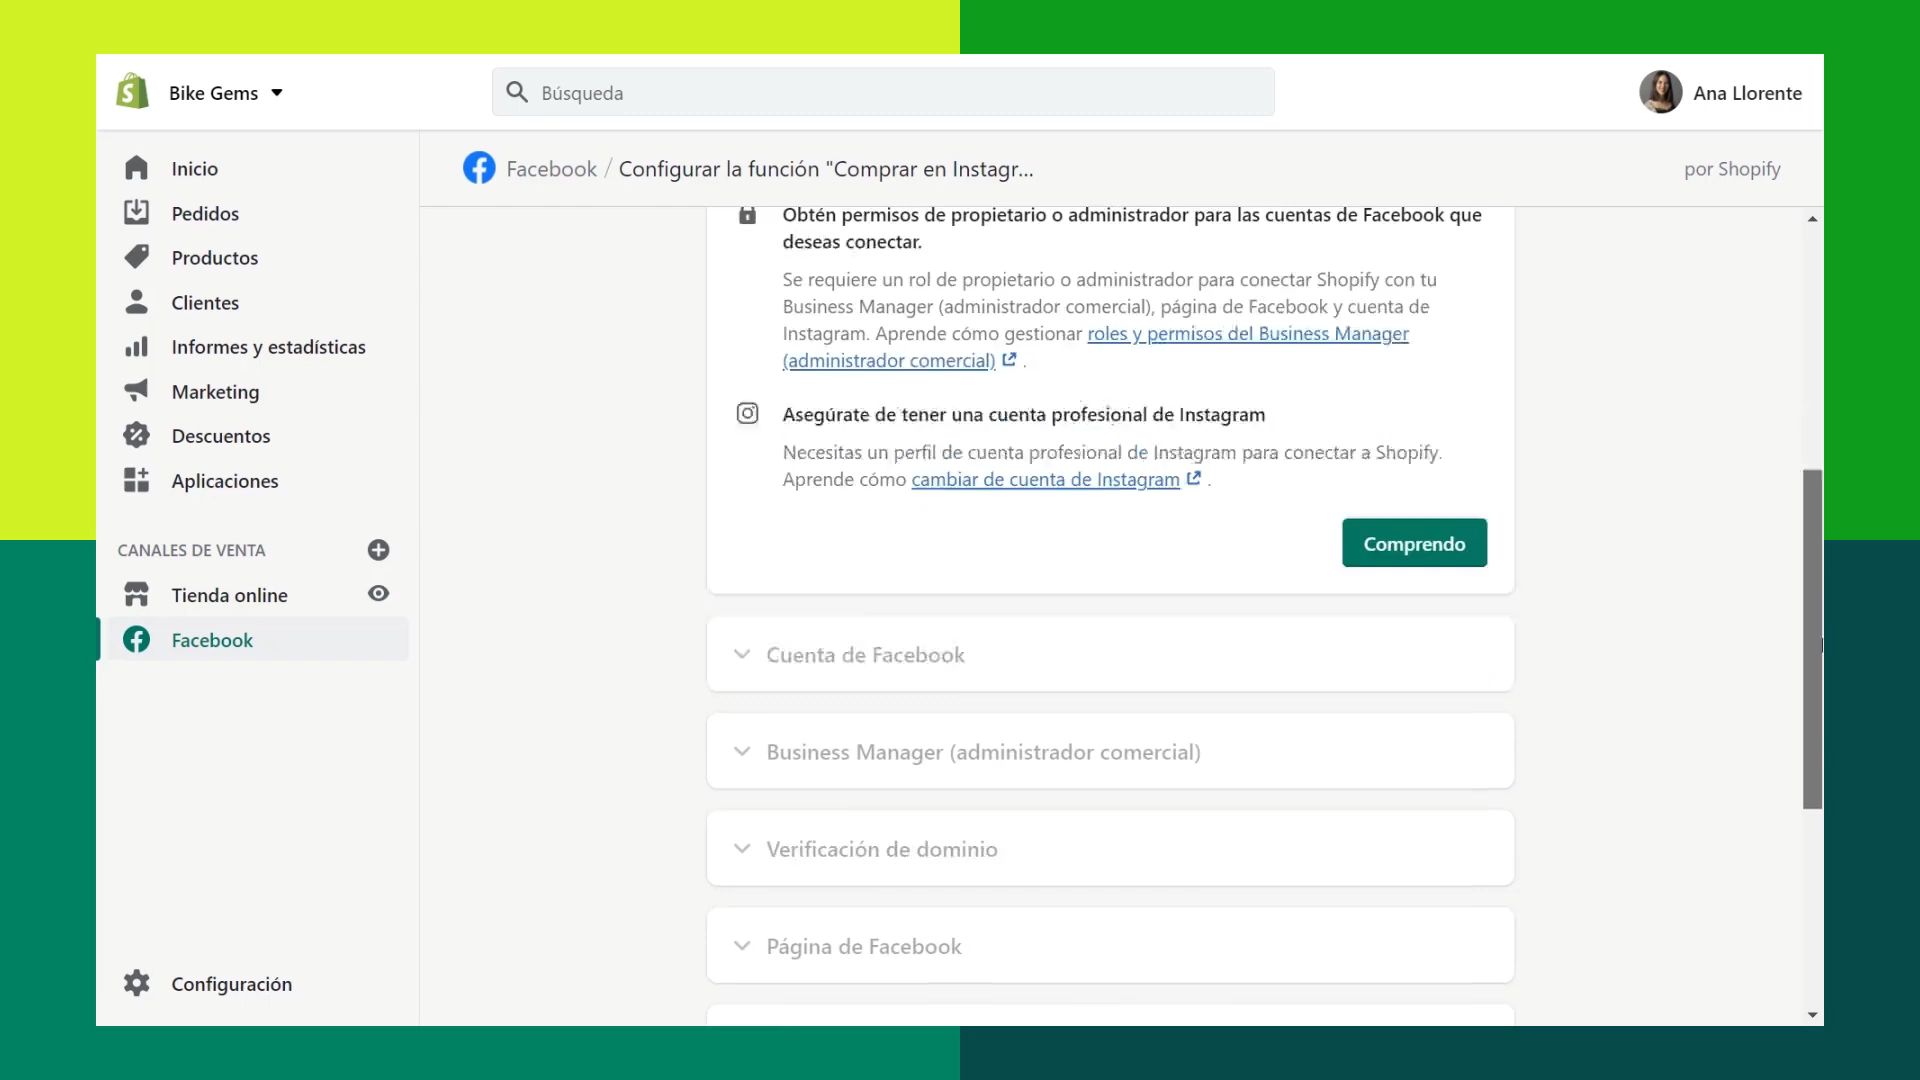 Bike Gems
Búsqueda
Ana Llorente
Inicio
Pedidos
Productos
Clientes
Informes y estadísticas
Marketing
Descuentos
Aplicaciones
CANALES DE VENTA
Tienda online
Facebook
Configuración
Facebook / Configurar la función "Comprar en Instagr...
por Shopify
Obtén permisos de propietario o administrador para las cuentas de Facebook que
deseas conectar.
Se requiere un rol de propietario o administrador para conectar Shopify con tu
Business Manager (administrador comercial), página de Facebook y cuenta de
Instagram. Aprende cómo gestionar roles y permisos del Business Manager
(administrador comercial) .
Asegúrate de tener una cuenta profesional de Instagram
Necesitas un perfil de cuenta profesional de Instagram para conectar a Shopify.
Aprende cómo cambiar de cuenta de Instagram .
Comprendo
Cuenta de Facebook
Business Manager (administrador comercial)
Verificación de dominio
Página de Facebook